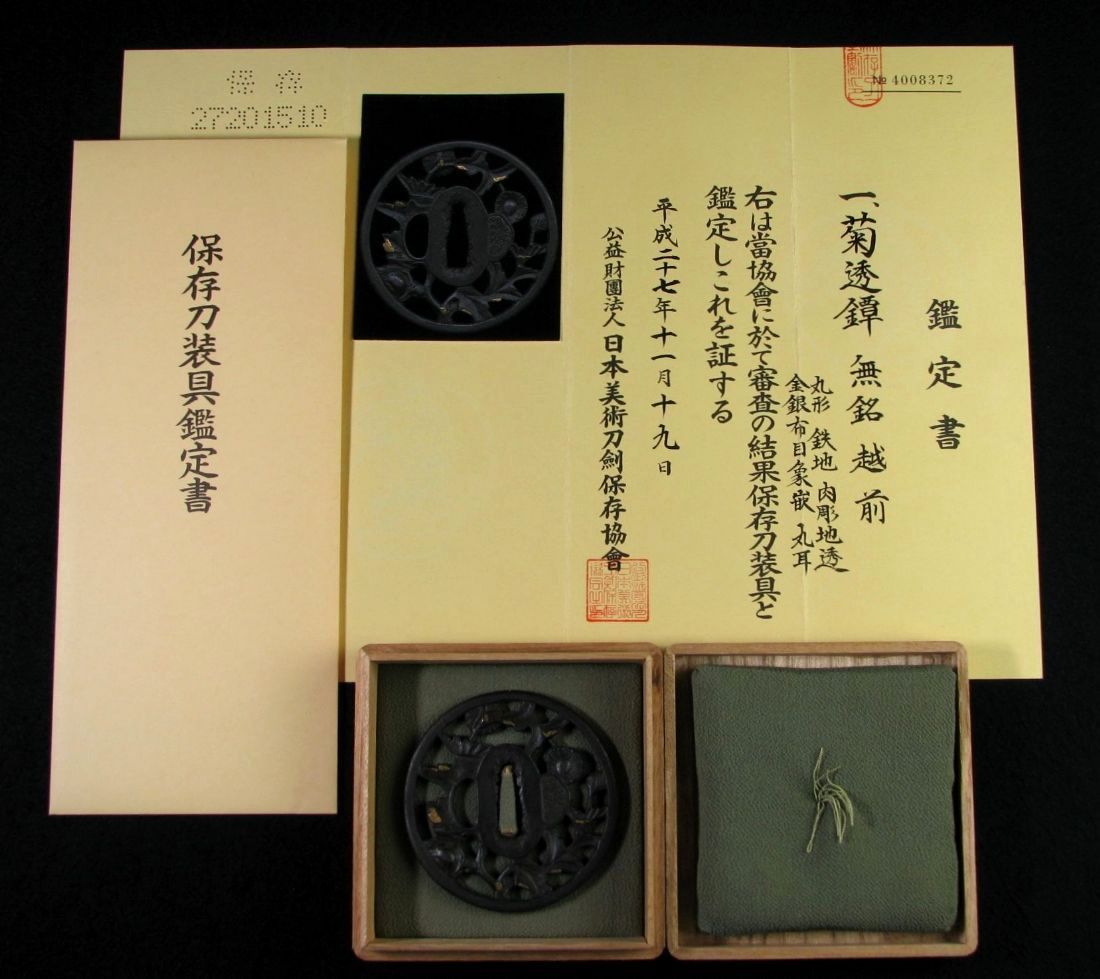 鑑定書
一、菊透鐔 無銘 越前
丸形 鉄地 肉彫地透
金銀布目象嵌 丸耳
右は當協會に於て審査の結果保存刀装具と
鑑定しこれを証する
平成二十七年十一月十九日
公益財團法人 日本美術刀劍保存協會
№ 4008372
保存
27201510
保存刀装具鑑定書